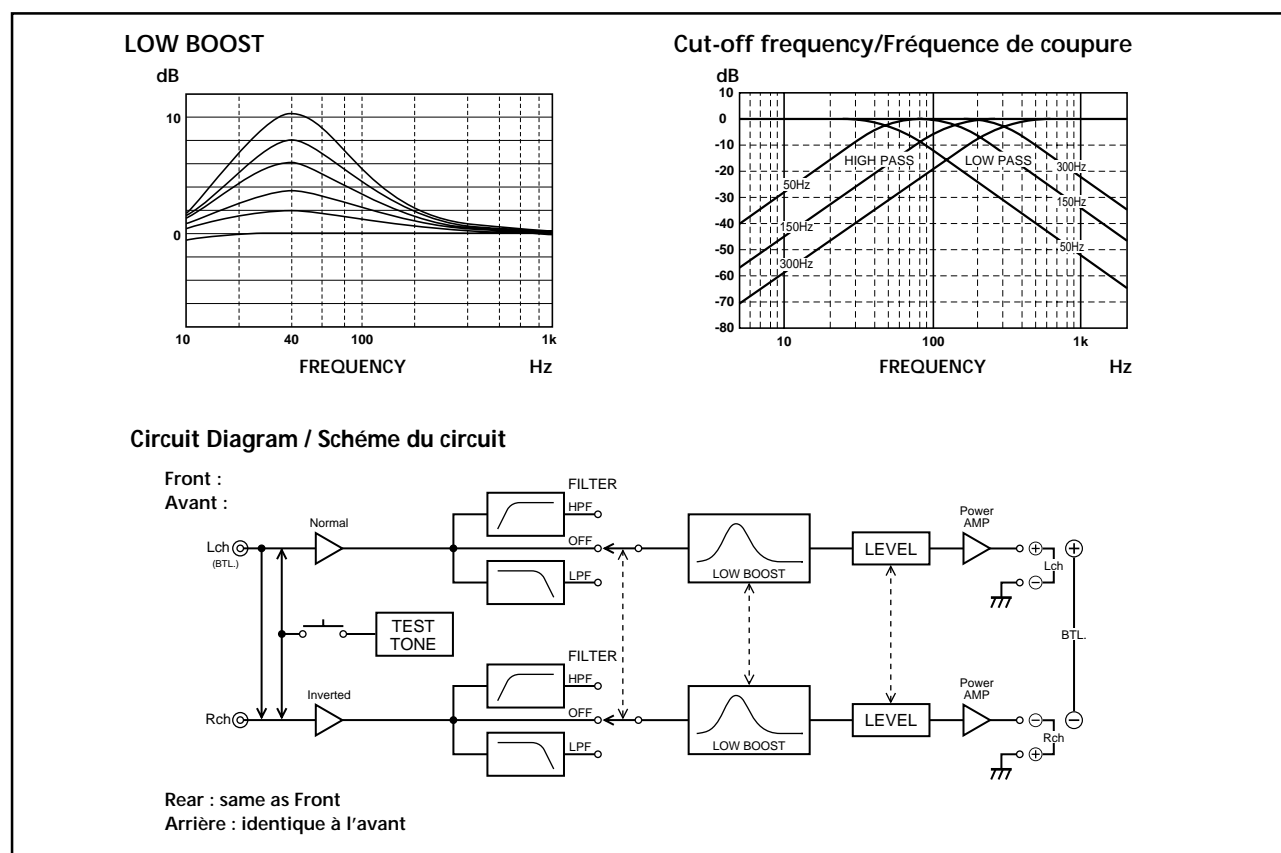 LOW BOOST
dB
10
0
10 40 100 1k
FREQUENCY Hz
Cut-off frequency/Fréquence de coupure
dB
10
0
-10
-20
-30
-40
-50
-60
-70
-80
HIGH PASS LOW PASS
50Hz
150Hz
300Hz
300Hz
150Hz
50Hz
10 100 1k
FREQUENCY Hz
Circuit Diagram / Schéme du circuit
Front :
Avant :
FILTER
HPF
OFF
LPF
Normal
Lch
(BTL.)
LOW BOOST
LEVEL
Power
AMP
+
Lch
−
+
TEST
TONE
BTL.
FILTER
HPF
OFF
LPF
Inverted
Rch
LOW BOOST
LEVEL
Power
AMP
−
Rch
+
−
Rear : same as Front
Arrière : identique à l'avant